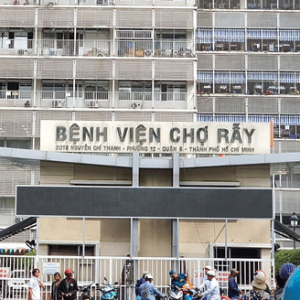 BỆNH VIỆN CHỢ RẪY
201B NGUYỄN CHÍ THANH - PHƯỜNG 12 - QUẬN 5 - THÀNH PHỐ HỒ CHÍ MINH